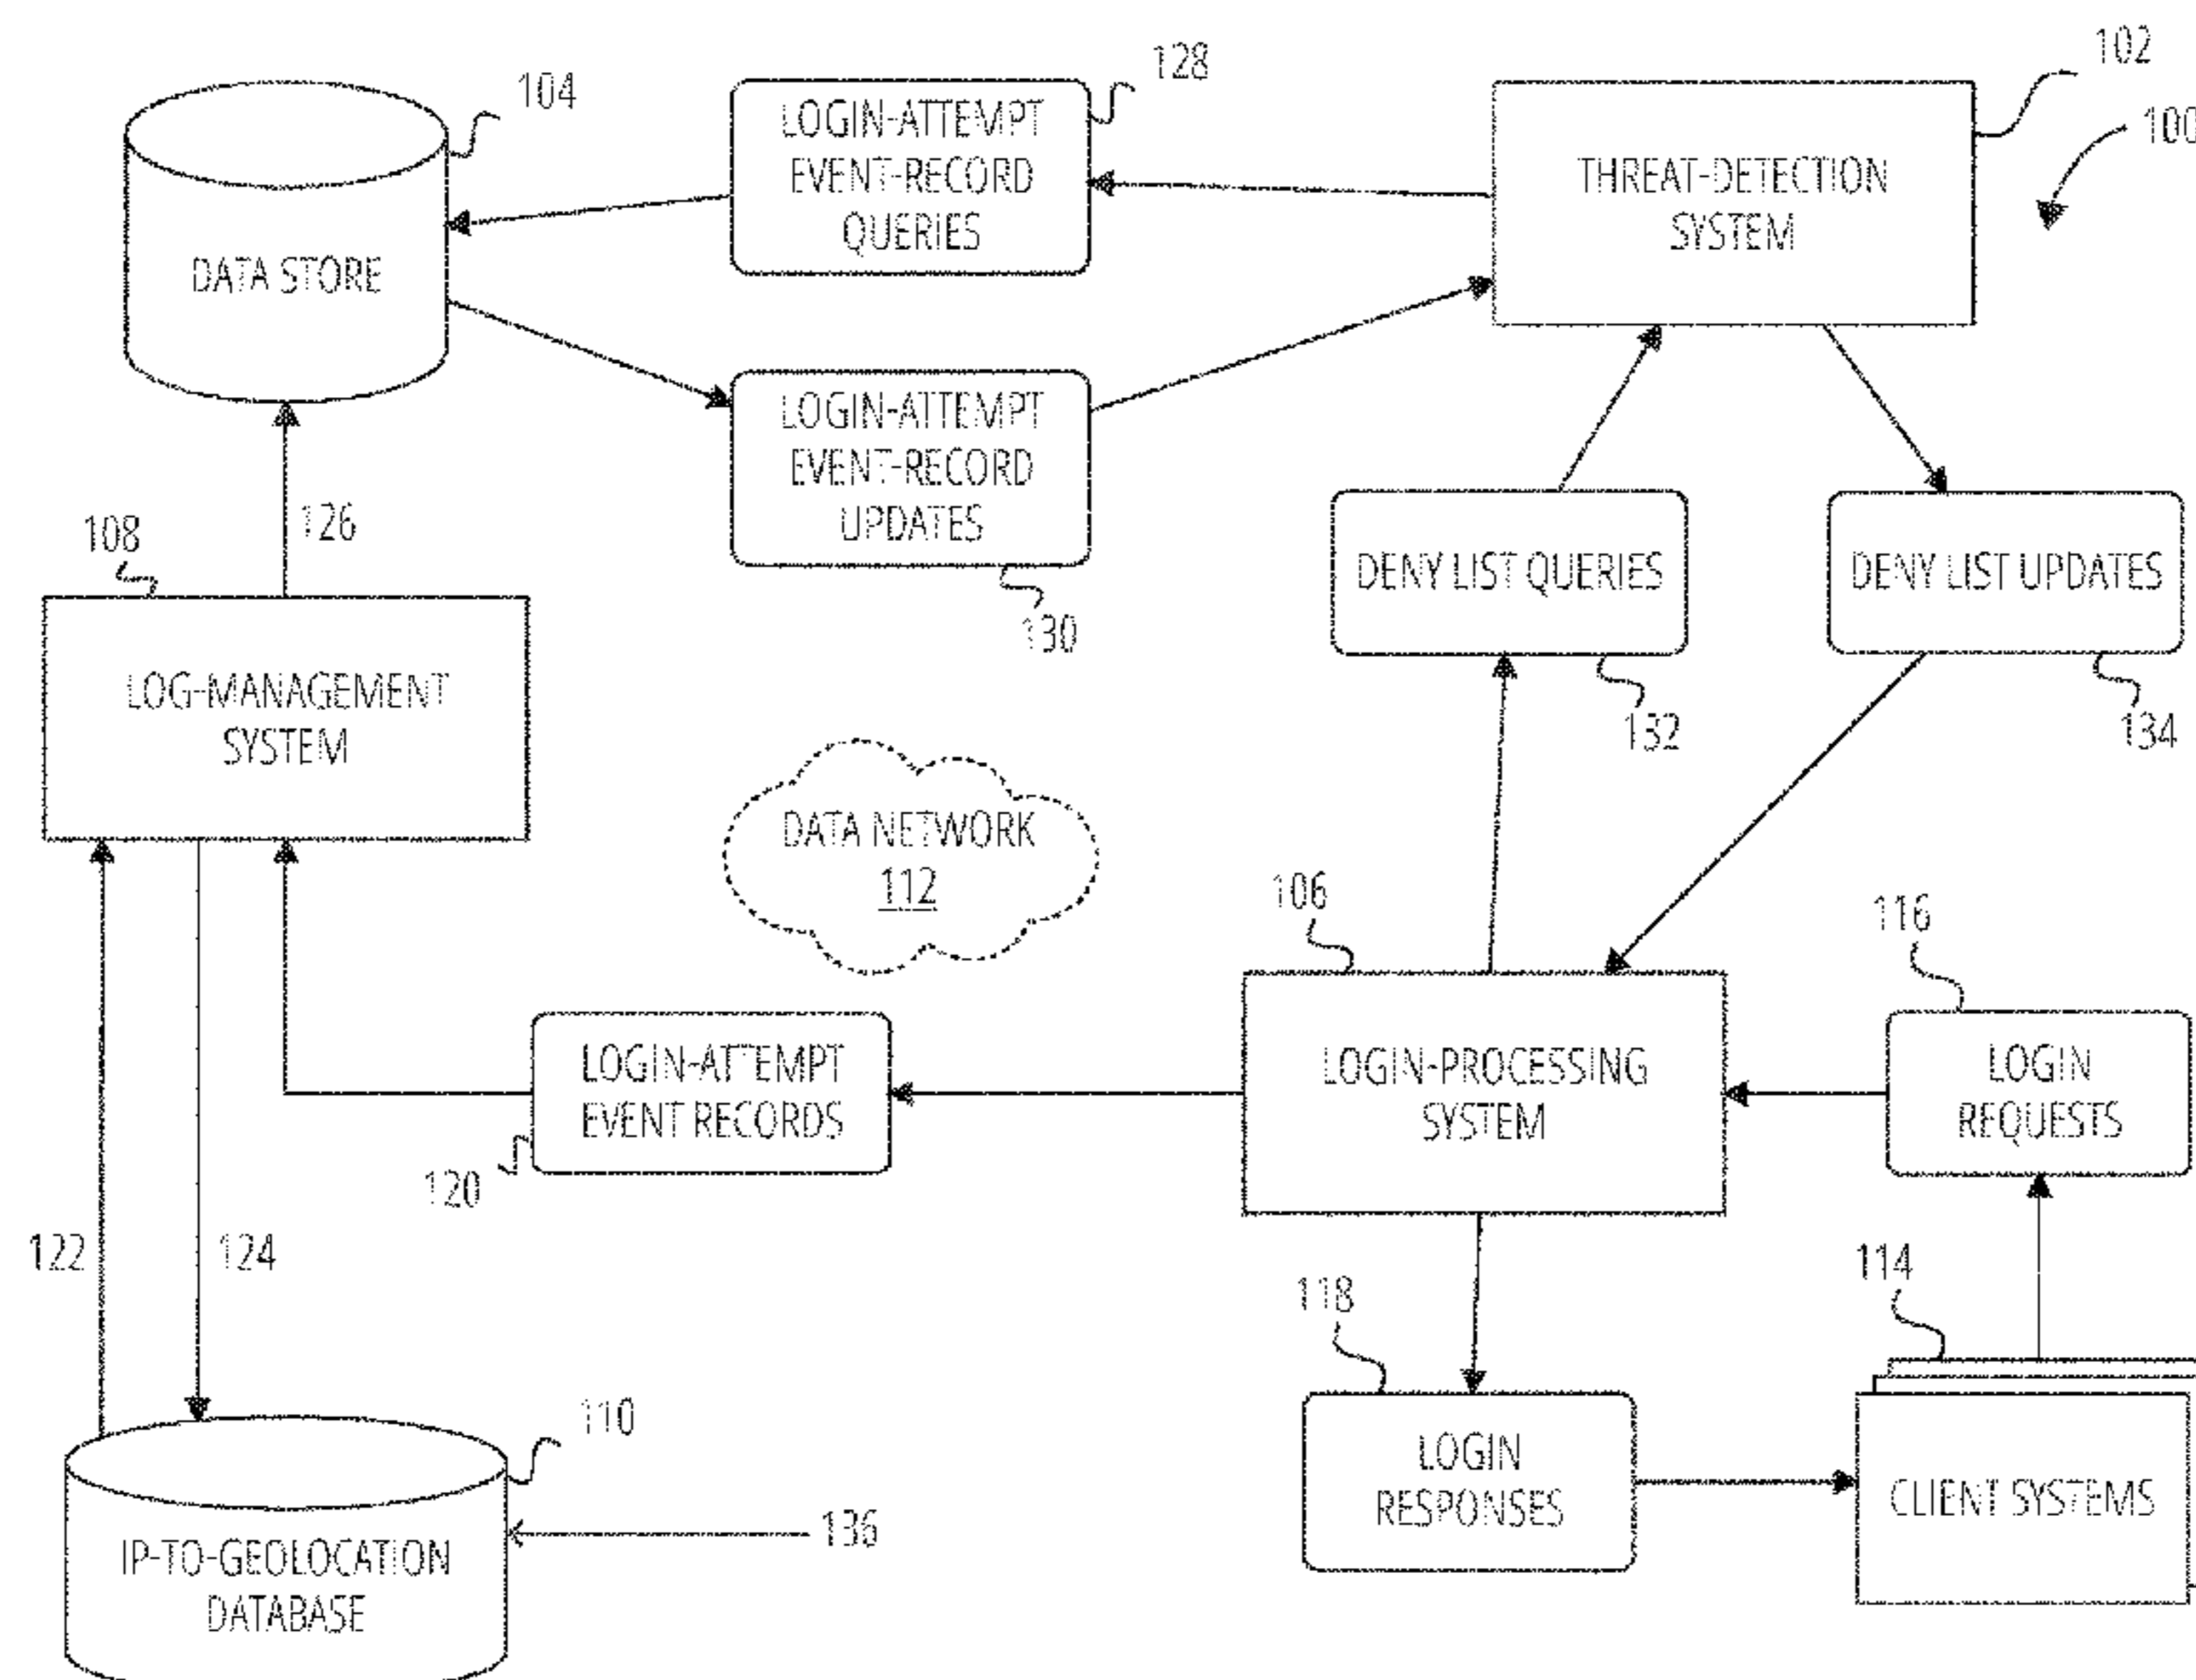 104
128
102
100
LOGIN-ATTEMPT
EVENT-RECORD
QUERIES
THREAT-DETECTION
SYSTEM
DATA STORE
LOGIN-ATTEMPT
EVENT-RECORD
UPDATES
130
126
108
DENY LIST QUERIES
132
DENY LIST UPDATES
134
LOG-MANAGEMENT
SYSTEM
DATA NETWORK
112
106
116
LOGIN-ATTEMPT
EVENT RECORDS
120
LOGIN-PROCESSING
SYSTEM
LOGIN
REQUESTS
122
124
118
114
110
LOGIN
RESPONSES
CLIENT SYSTEMS
136
IP-TO-GEOLOCATION
DATABASE